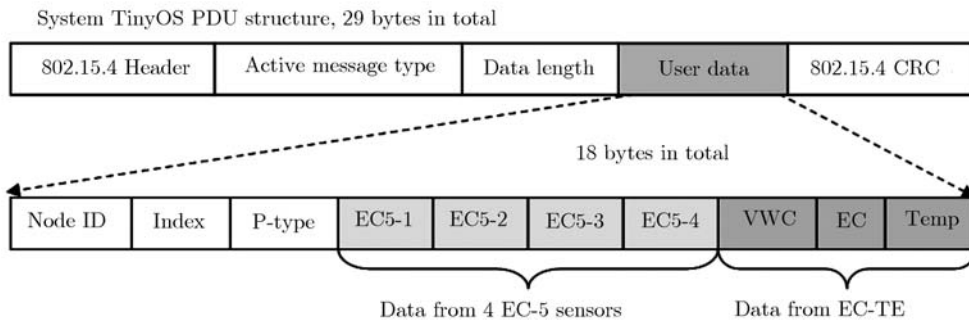 System TinyOS PDU structure, 29 bytes in total
802.15.4 Header Active message type Data length User data 802.15.4 CRC
18 bytes in total
Node ID Index P-type EC5-1 EC5-2 EC5-3 EC5-4 VWC EC Temp
Data from 4 EC-5 sensors Data from EC-TE